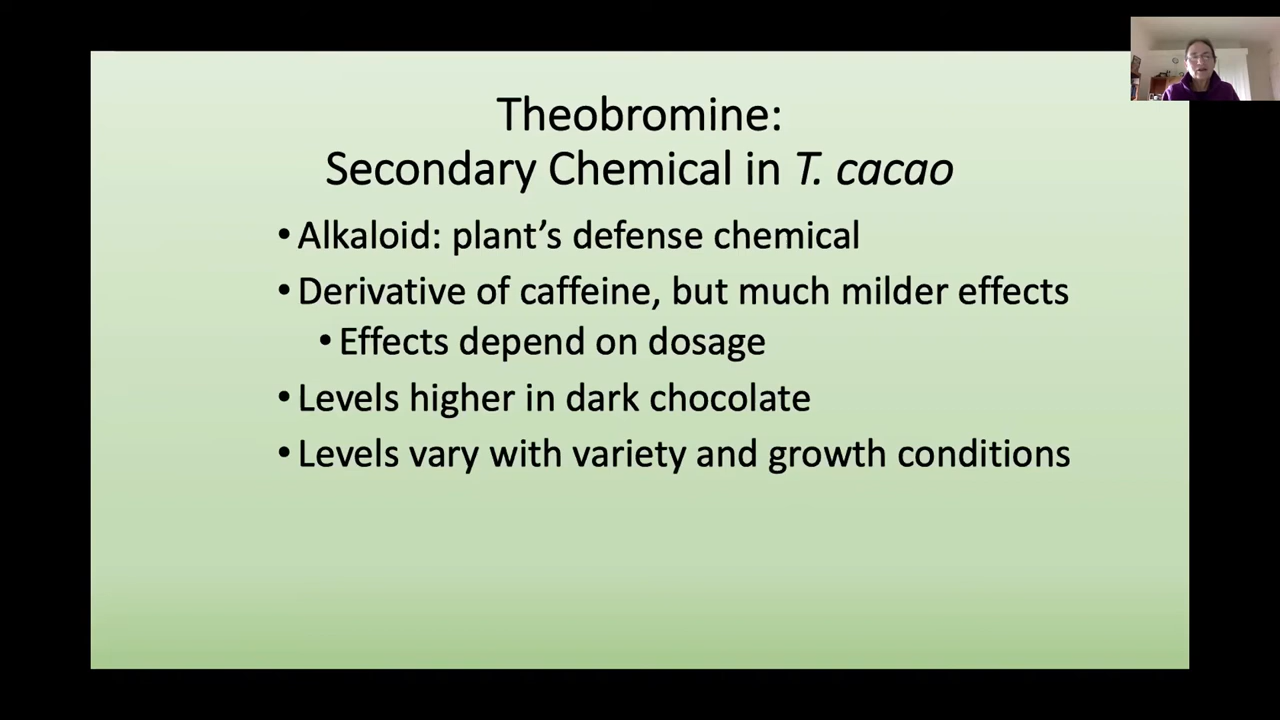 Theobromine:
Secondary Chemical in T. cacao
• Alkaloid: plant’s defense chemical
• Derivative of caffeine, but much milder effects
• Effects depend on dosage
• Levels higher in dark chocolate
• Levels vary with variety and growth conditions